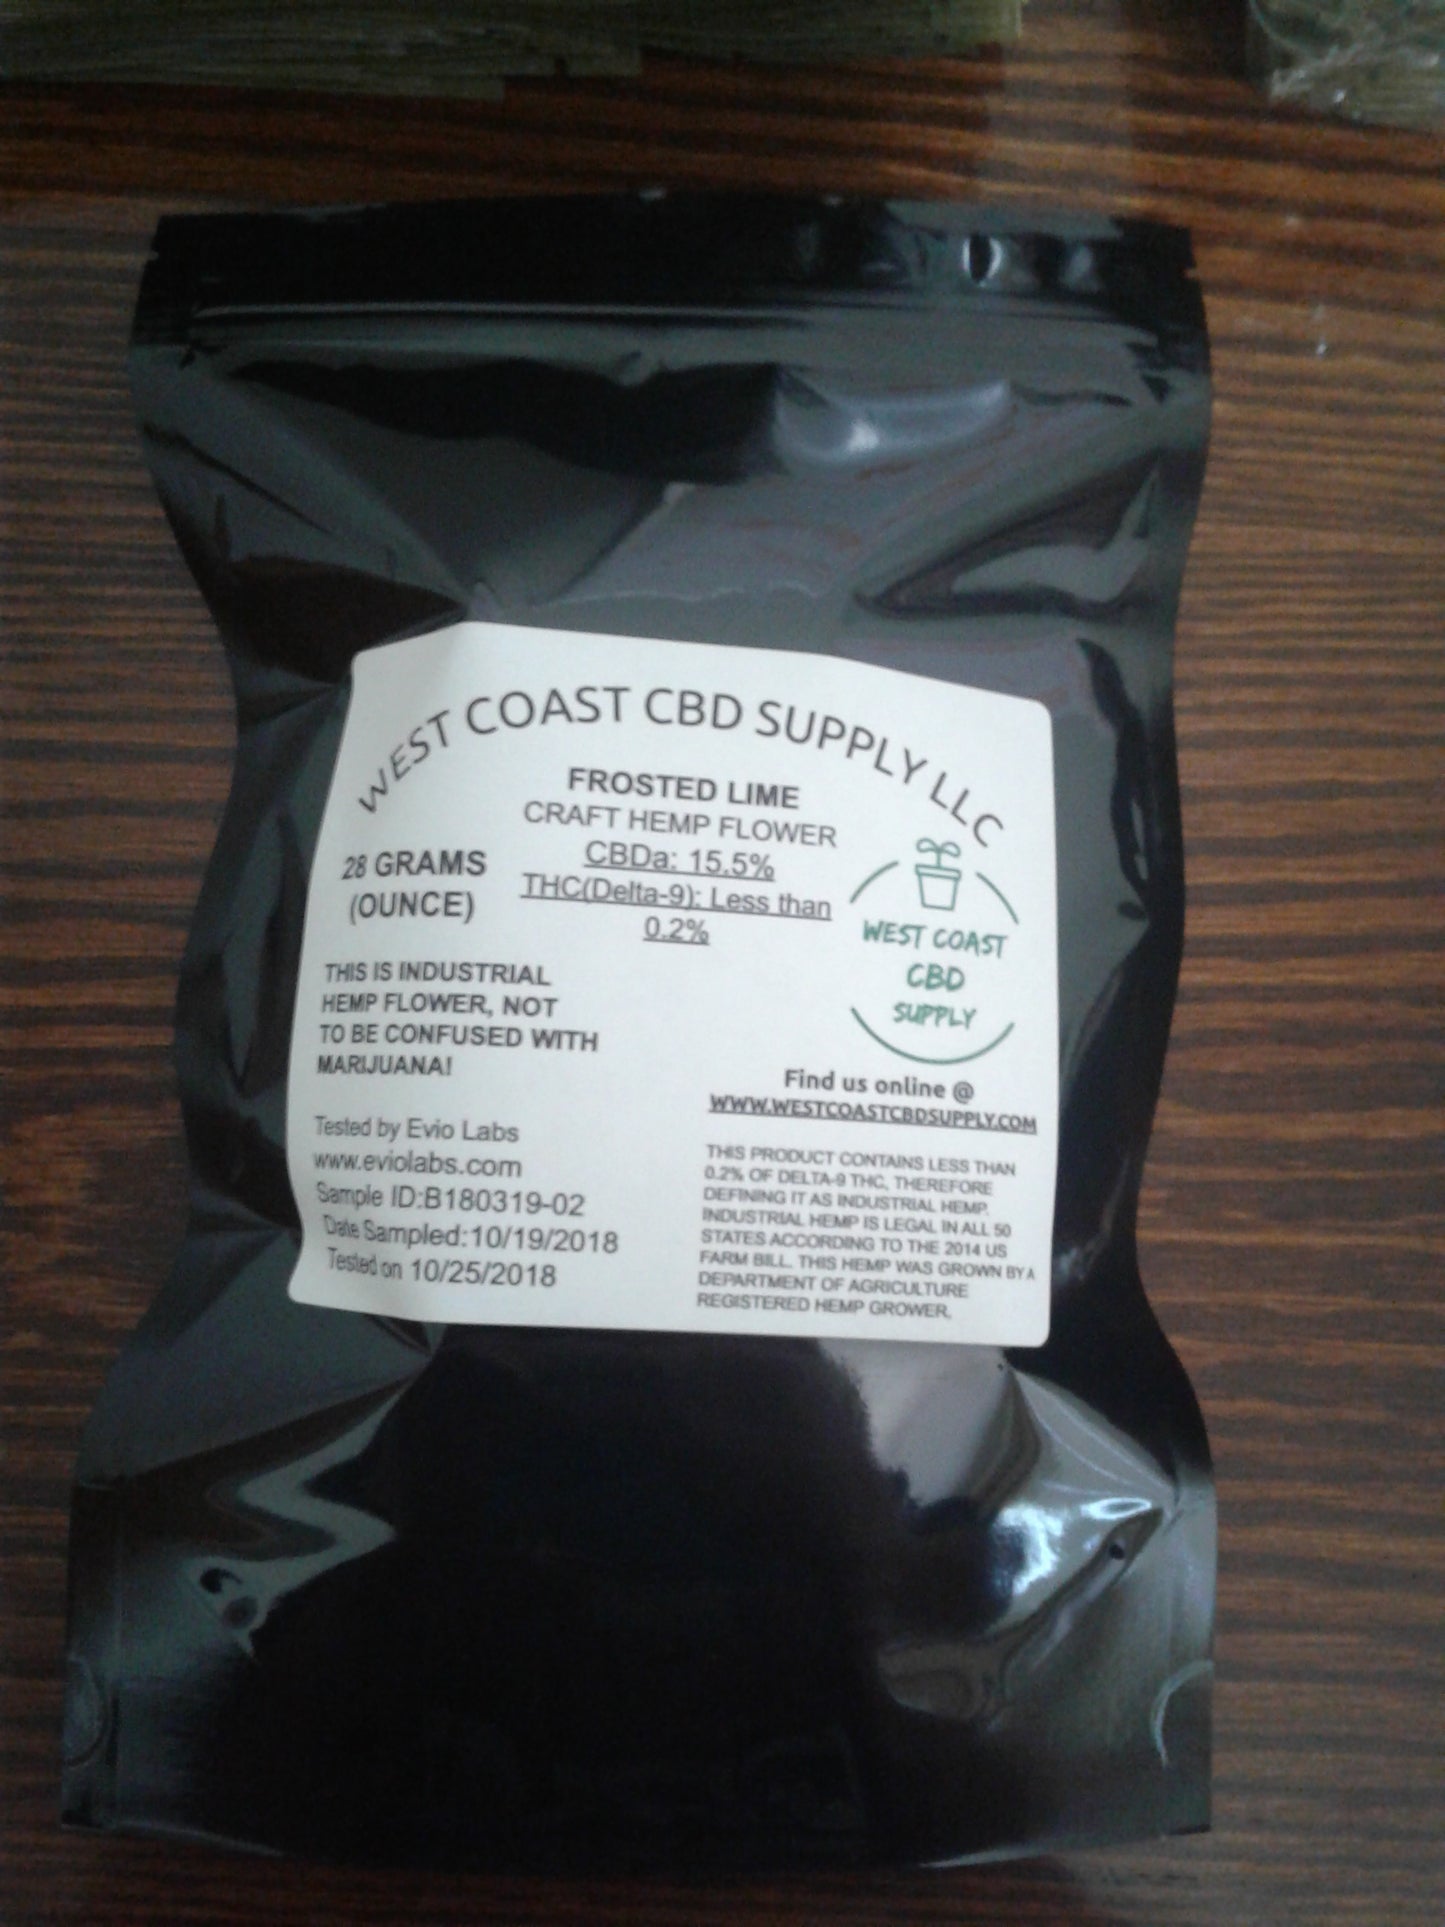 WEST COAST CBD SUPPLY LLC
FROSTED LIME
CRAFT HEMP FLOWER
CBDa: 15.5%
THC(Delta-9): Less than
0.2%
28 GRAMS
(OUNCE)
WEST COAST
CBD
SUPPLY
THIS IS INDUSTRIAL
HEMP FLOWER, NOT
TO BE CONFUSED WITH
MARIJUANA!
Find us online @
WWW.WESTCOASTCBDSUPPLY.COM
Tested by Evio Labs
www.eviolabs.com
Sample ID:B180319-02
Date Sampled:10/19/2018
Tested on 10/25/2018
THIS PRODUCT CONTAINS LESS THAN
0.2% OF DELTA-9 THC, THEREFORE
DEFINING IT AS INDUSTRIAL HEMP.
INDUSTRIAL HEMP IS LEGAL IN ALL 50
STATES ACCORDING TO THE 2014 US
FARM BILL. THIS HEMP WAS GROWN BY A
DEPARTMENT OF AGRICULTURE
REGISTERED HEMP GROWER.